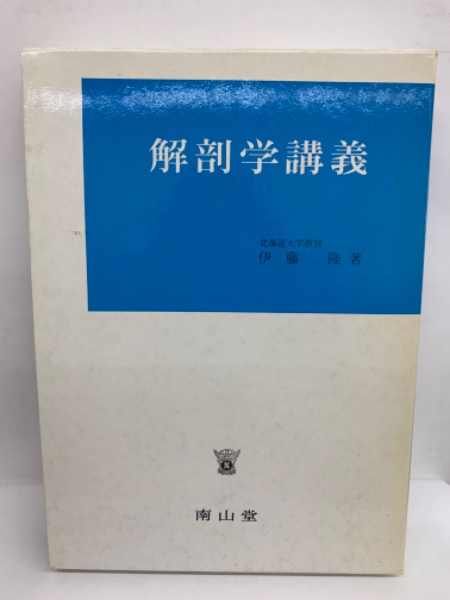 解剖学講義
北海道大学教授
伊藤 隆著
南山堂